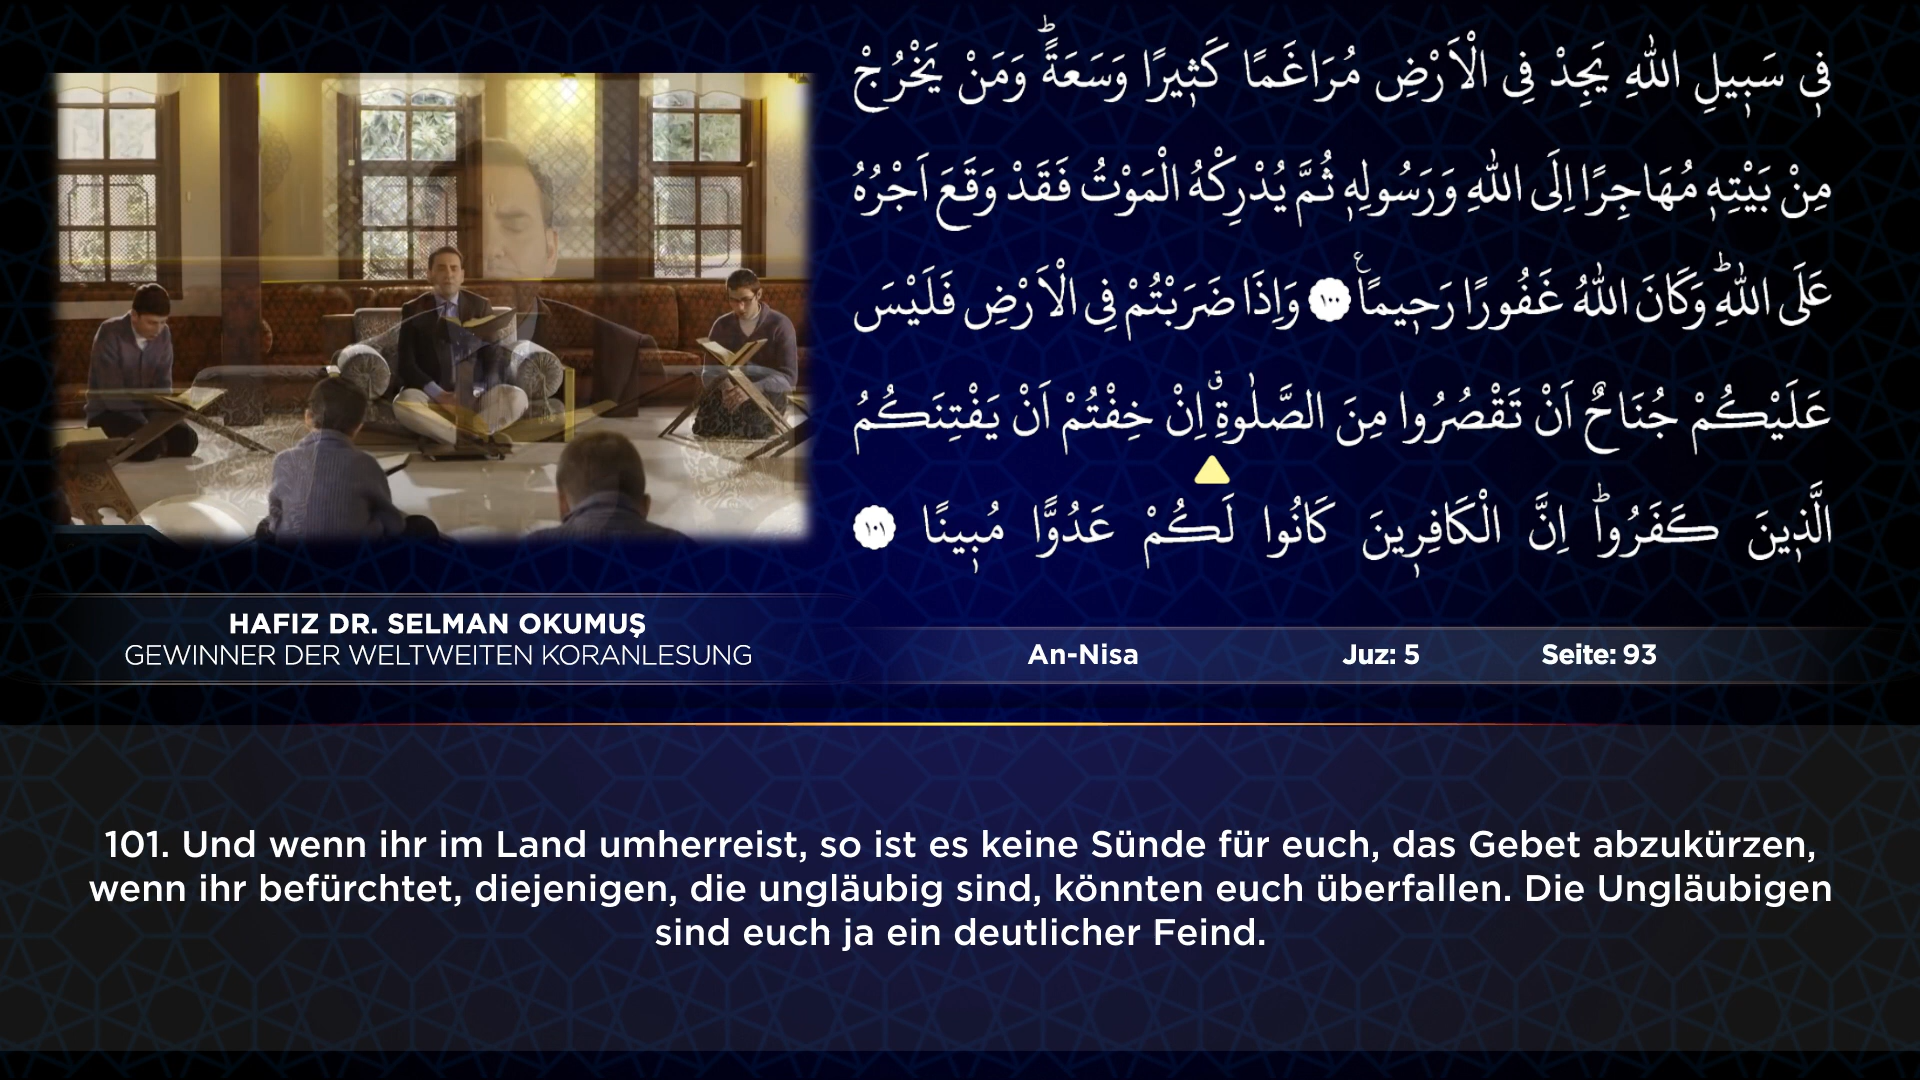 فٖي سَبٖيلِ اللّٰهِ يَجِدْ فِي الْاَرْضِ مُرَاغَمًا كَثٖيرًا وَسَعَةًؕ وَمَنْ يَخْرُجْ
مِنْ بَيْتِهٖ مُهَاجِرًا اِلَى اللّٰهِ وَرَسُولِهٖ ثُمَّ يُدْرِكْهُ الْمَوْتُ فَقَدْ وَقَعَ اَجْرُهُ
عَلَى اللّٰهِؕ وَكَانَ اللّٰهُ غَفُورًا رَحٖيمًاࣖ ١٠٠ وَاِذَا ضَرَبْتُمْ فِي الْاَرْضِ فَلَيْسَ
عَلَيْكُمْ جُنَاحٌ اَنْ تَقْصُرُوا مِنَ الصَّلٰوةِࣗ اِنْ خِفْتُمْ اَنْ يَفْتِنَكُمُ
الَّذٖينَ كَفَرُواؕ اِنَّ الْكَافِرٖينَ كَانُوا لَكُمْ عَدُوًّا مُبٖينًا ١٠١
HAFIZ DR. SELMAN OKUMUŞ
GEWINNER DER WELTWEITEN KORANLESUNG
An-Nisa Juz: 5 Seite: 93
101. Und wenn ihr im Land umherreist, so ist es keine Sünde für euch, das Gebet abzukürzen,
wenn ihr befürchtet, diejenigen, die ungläubig sind, könnten euch überfallen. Die Ungläubigen
sind euch ja ein deutlicher Feind.